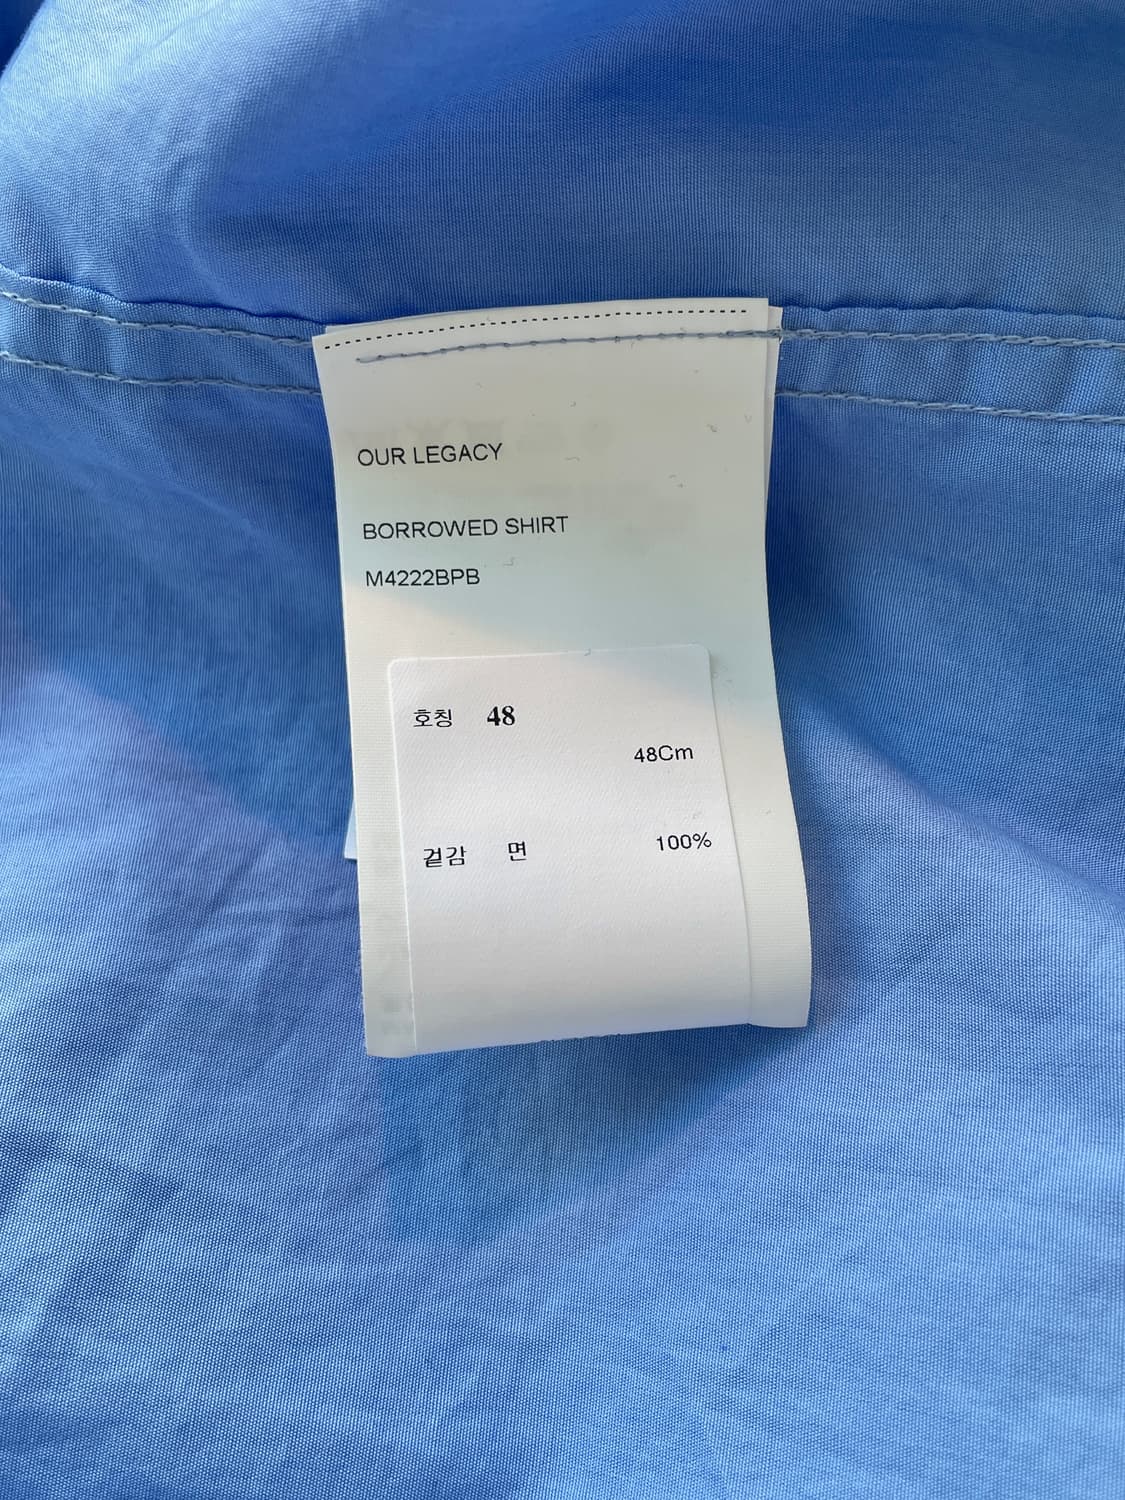 OUR LEGACY
BORROWED SHIRT
M4222BPB
호칭 48
48Cm
겉감 면 100%